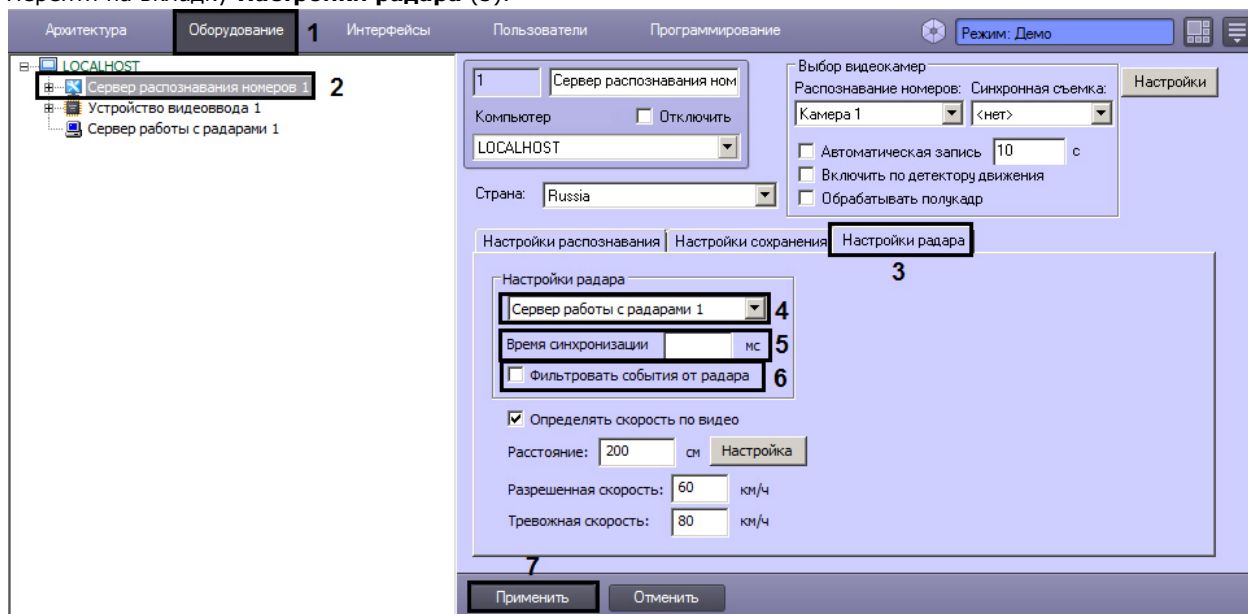 перейти на вкладку Настройки радара (3).
Архитектура
Оборудование
1
Интерфейсы
Пользователи
Программирование
Режим: Демо
LOCALHOST
Сервер распознавания номеров 1
2
Устройство видеоввода 1
Сервер работы с радарами 1
1
Сервер распознавания ном
Компьютер
Отключить
LOCALHOST
Страна:
Russia
Выбор видеокамер
Распознавание номеров:
Синхронная съемка:
Камера 1
<нет>
Автоматическая запись 10 с
Включить по детектору движения
Обрабатывать полукадр
Настройки
Настройки распознавания
Настройки сохранения
Настройки радара
3
Настройки радара
Сервер работы с радарами 1
4
Время синхронизации мс
5
Фильтровать события от радара
6
Определять скорость по видео
Расстояние: 200 см Настройка
Разрешенная скорость: 60 км/ч
Тревожная скорость: 80 км/ч
7
Применить
Отменить